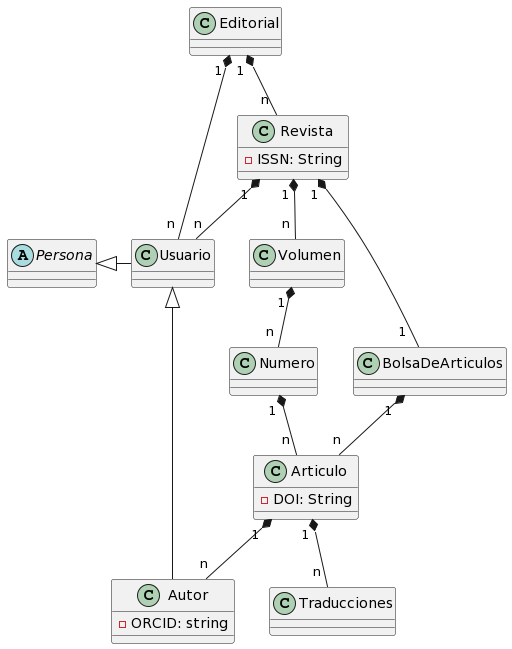 C Editorial
1 1
n
C Revista
- ISSN: String
1 1 1
n n n
A Persona
C Usuario
C Volumen
1
n
1
C Numero
C BolsaDeArticulos
1 1
n n
C Articulo
- DOI: String
1 1
n n
C Autor
- ORCID: string
C Traducciones